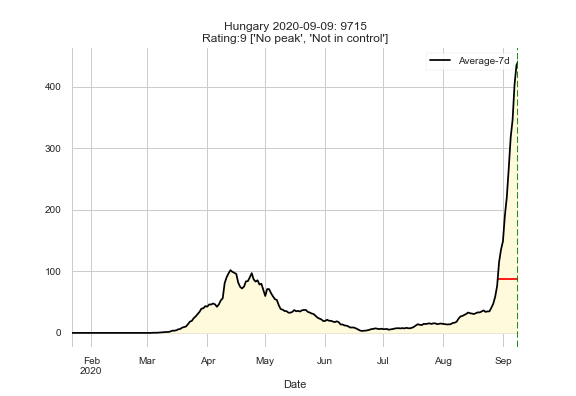 Hungary 2020-09-09: 9715
Rating:9 ['No peak', 'Not in control']
Average-7d
400
300
200
100
0
Feb Mar Apr May Jun Jul Aug Sep
2020
Date